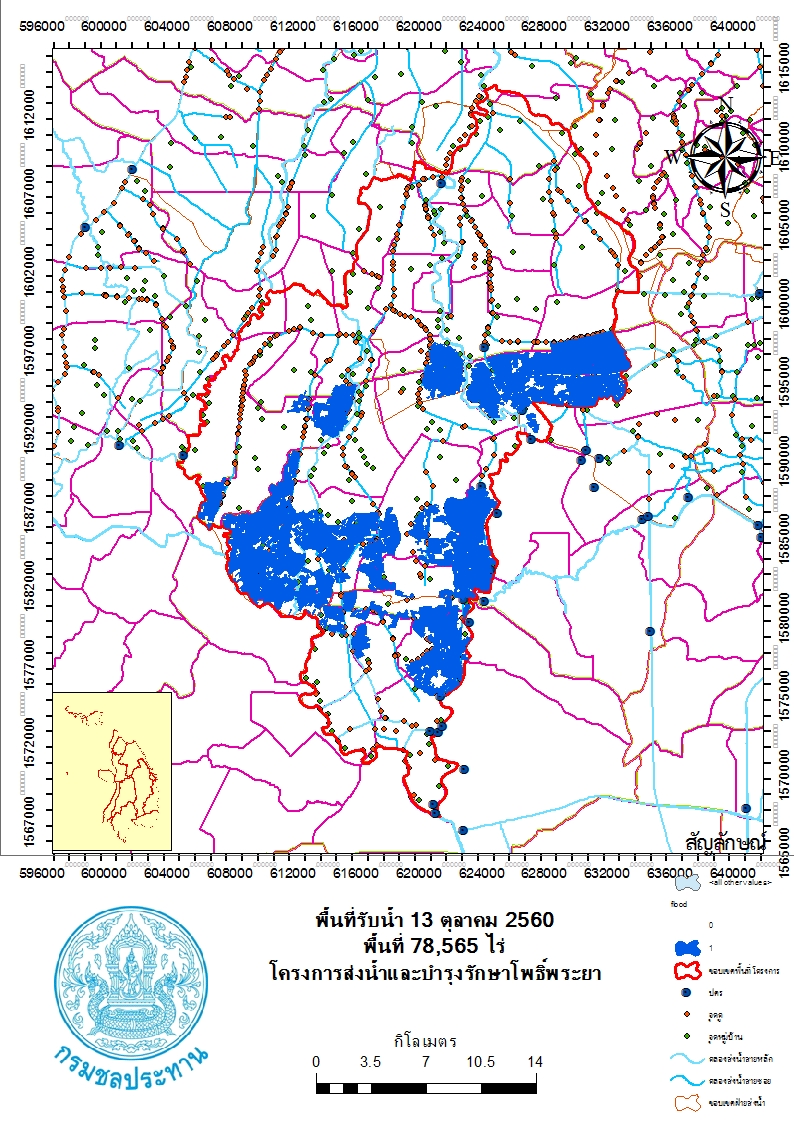 596000 600000 604000 608000 612000 616000 620000 624000 628000 632000 636000 640000
1612000
1607000
1602000
1597000
1592000
1587000
1582000
1577000
1572000
1567000
N
W E
S
1615000
1610000
1605000
1600000
1595000
1590000
1585000
1580000
1575000
1570000
1565000
596000 600000 604000 608000 612000 616000 620000 624000 628000 632000 636000 640000
สัญลักษณ์
<all other values>
flood
0
1
ขอบเขตพื้นที่โครงการ
ปตร
จุดหมู่บ้าน
คลองส่งน้ำสายหลัก
คลองส่งน้ำสายซอย
ขอบเขตฝ่ายส่งน้ำ
พื้นที่รับน้ำ 13 ตุลาคม 2560
พื้นที่ 78,565 ไร่
โครงการส่งน้ำและบำรุงรักษาโพธิ์พระยา
กิโลเมตร
0 3.5 7 10.5 14
กรมชลประทาน